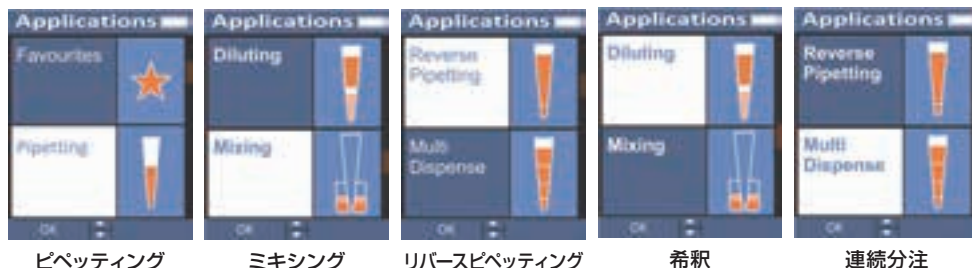 Applications
Favourites
Pipetting
OK
ピペッティング
Applications
Diluting
Mixing
OK
ミキシング
Applications
Reverse
Pipetting
Multi
Dispense
OK
リバースピペッティング
Applications
Diluting
Mixing
OK
希釈
Applications
Reverse
Pipetting
Multi
Dispense
OK
連続分注